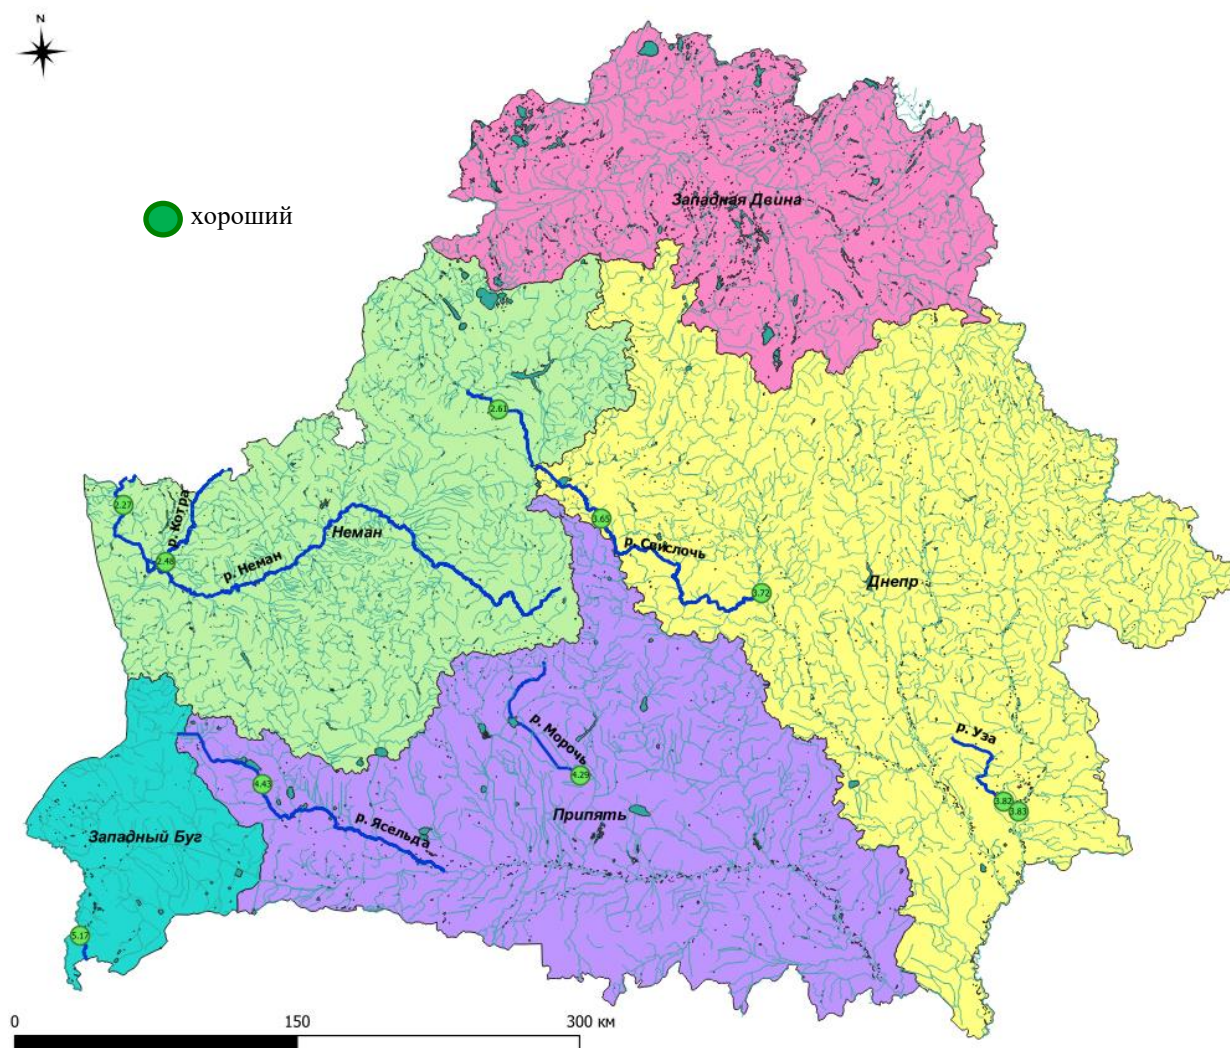 N
Западная Двина
хороший
2.61
2.27
р. Котра
3.65
Неман
р. Свислочь
2.48
р. Неман
Днепр
3.72
р. Уза
р. Морочь
4.29
4.43
3.82
3.83
Припять
р. Ясельда
Западный Буг
5.17
0 150 300 км